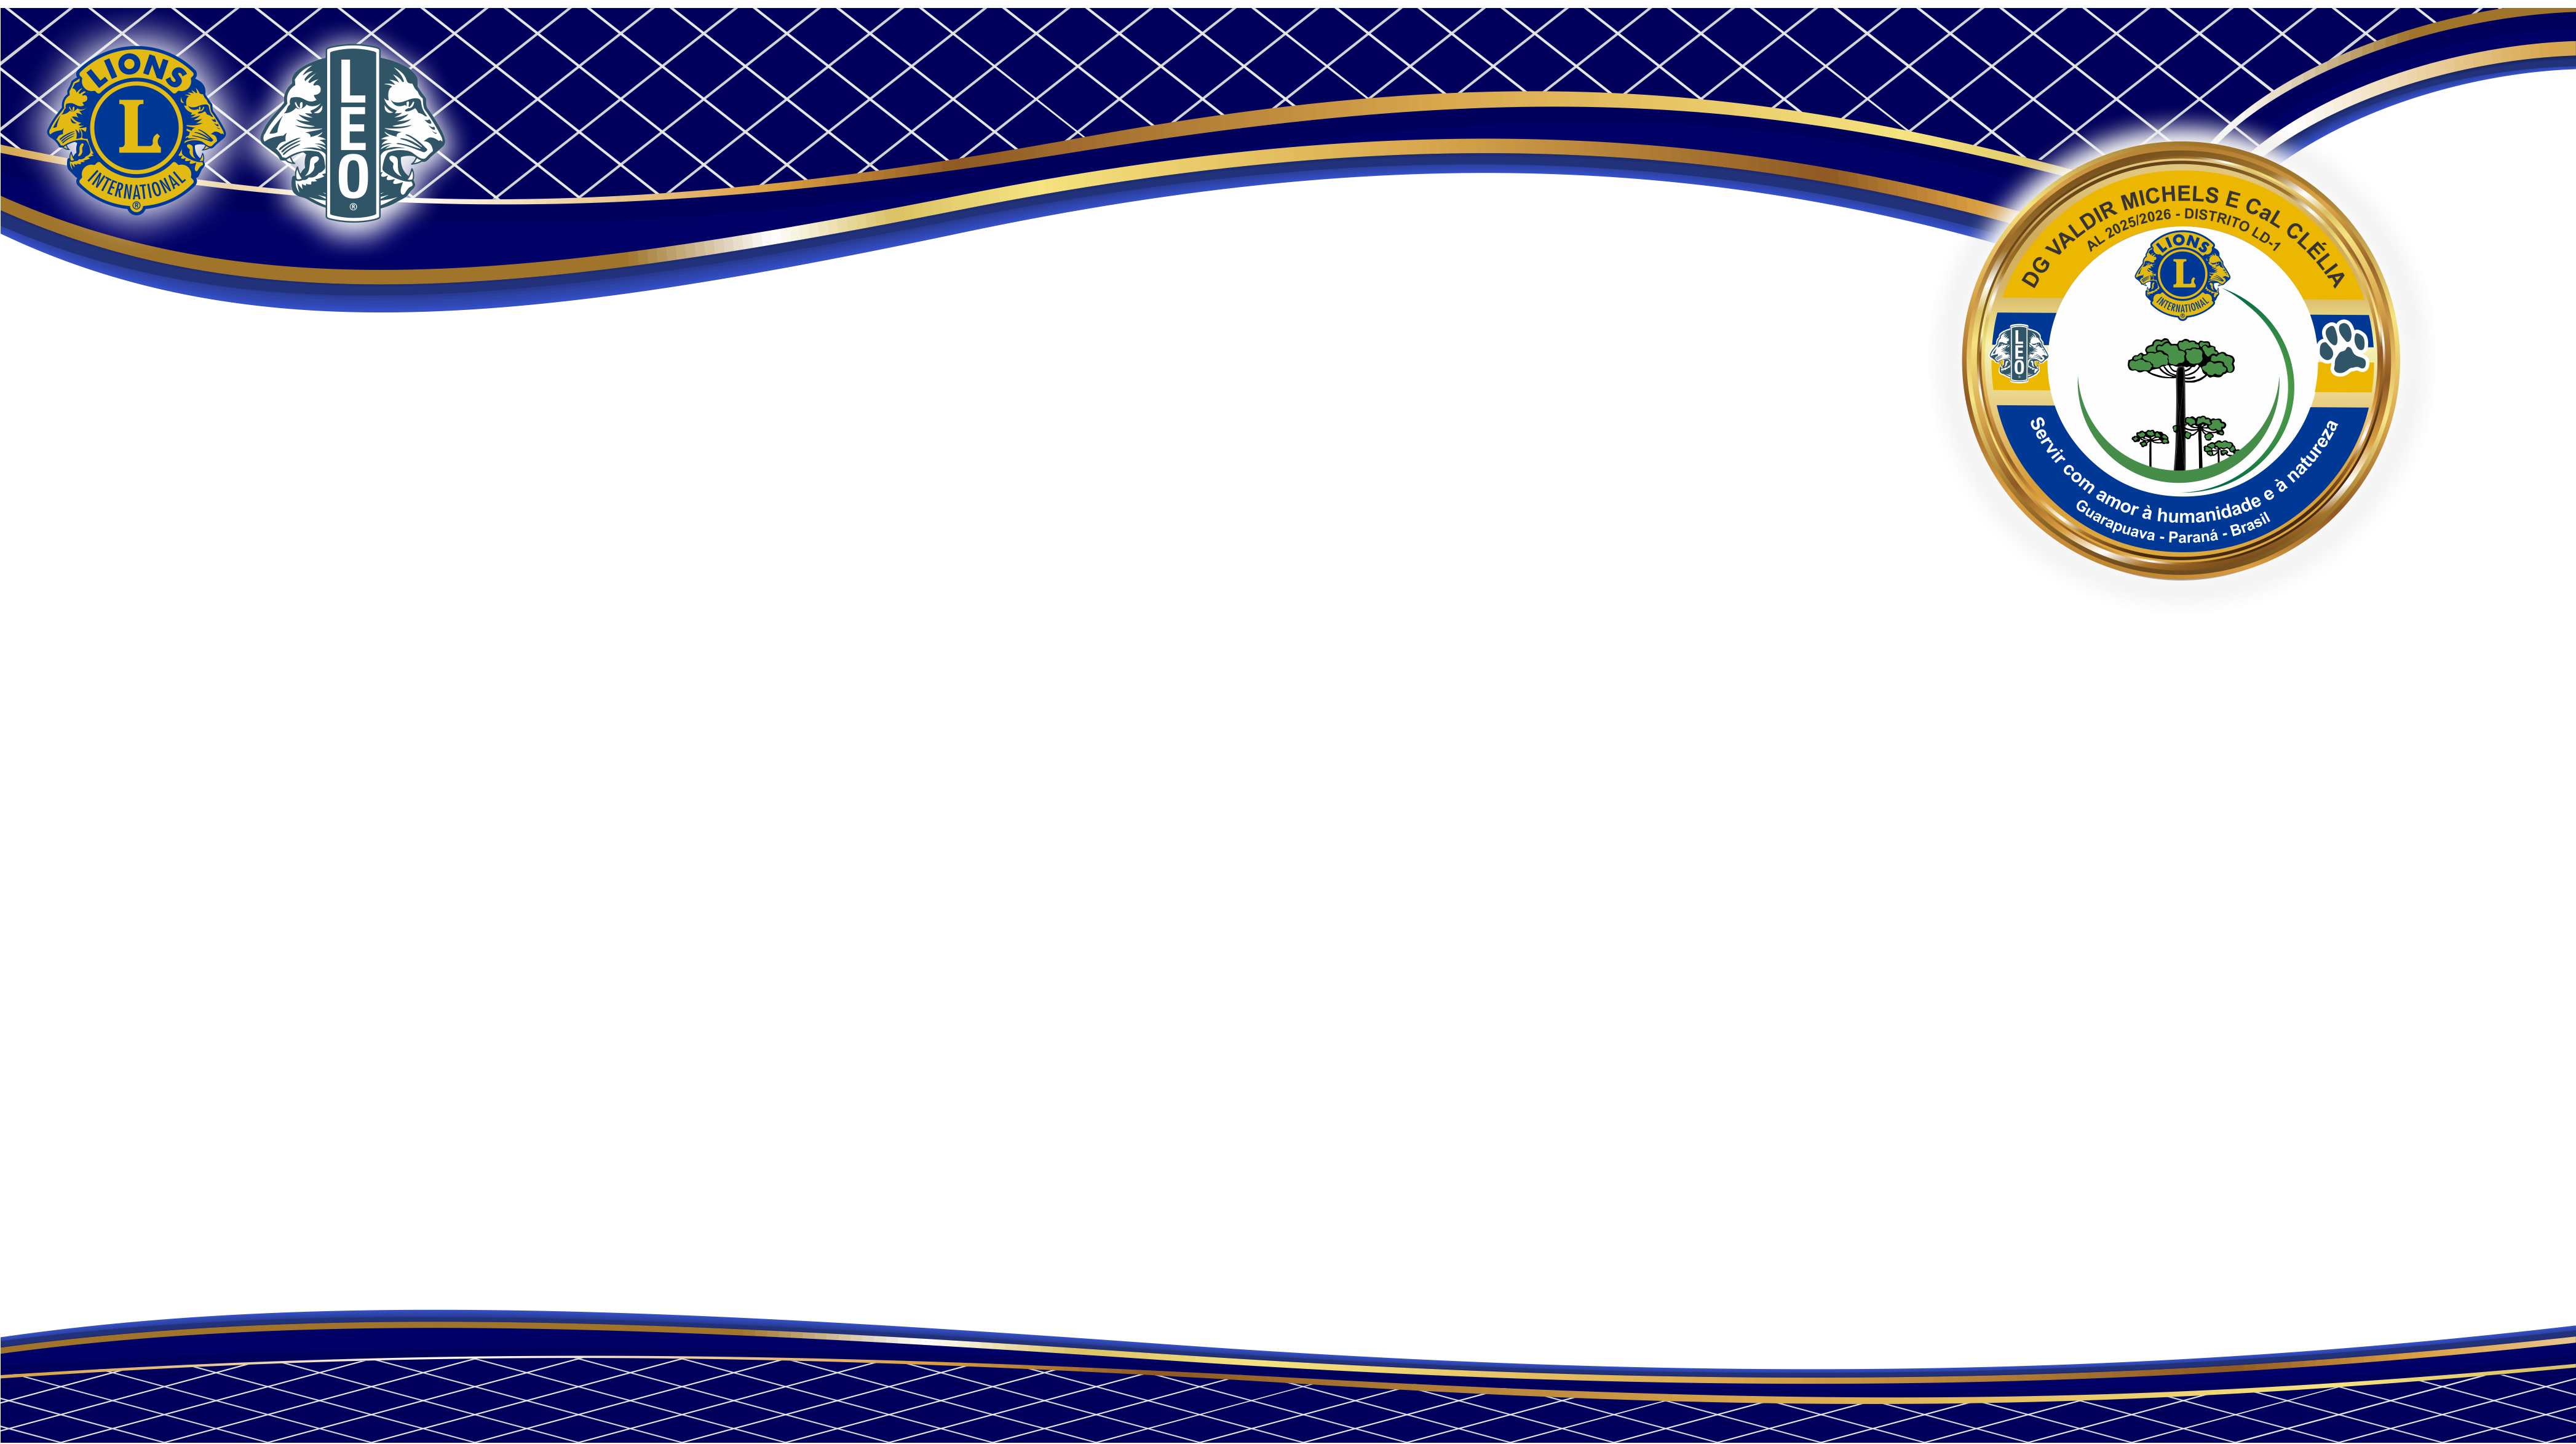 LIONS
L
INTERNATIONAL
®
LEO
®
DG VALDIR MICHELS E CaL CLÉLIA
AL 2025/2026 - DISTRITO LD-1
LIONS
L
INTERNATIONAL
LEO
Servir com amor à humanidade e à natureza
Guarapuava - Paraná - Brasil